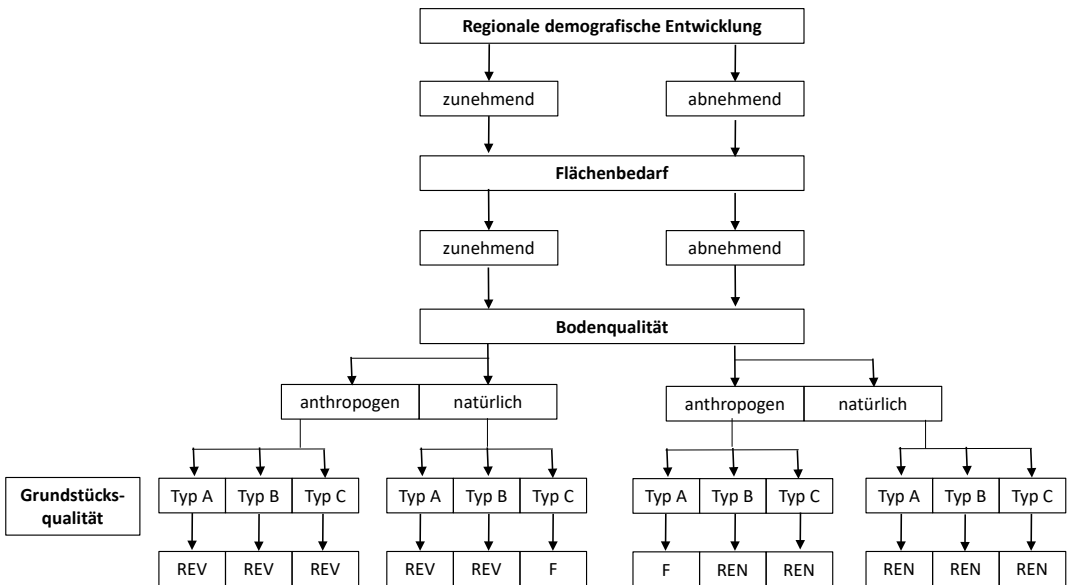 Regionale demografische Entwicklung
zunehmend abnehmend
Flächenbedarf
zunehmend abnehmend
Bodenqualität
anthropogen natürlich anthropogen natürlich
Grundstücks-
qualität
Typ A Typ B Typ C Typ A Typ B Typ C Typ A Typ B Typ C Typ A Typ B Typ C
REV REV REV REV REV F F REN REN REN REN REN